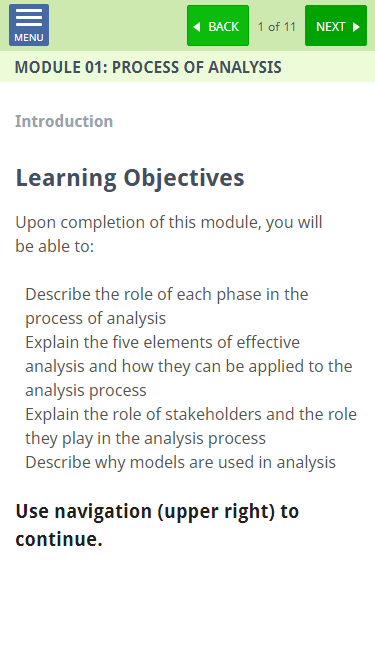 MENU
BACK
1 of 11
NEXT
MODULE 01: PROCESS OF ANALYSIS
Introduction
Learning Objectives
Upon completion of this module, you will
be able to:
Describe the role of each phase in the
process of analysis
Explain the five elements of effective
analysis and how they can be applied to the
analysis process
Explain the role of stakeholders and the role
they play in the analysis process
Describe why models are used in analysis
Use navigation (upper right) to
continue.